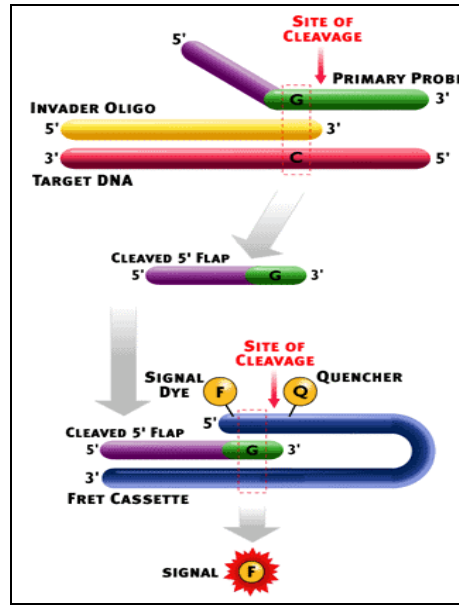 5'
SITE OF
CLEAVAGE
PRIMARY PROBE
G
3'
INVADER OLIGO
5'
3'
3'
C
5'
TARGET DNA
CLEAVED 5' FLAP
5'
G
3'
SITE OF
CLEAVAGE
SIGNAL
DYE
F
Q
QUENCHER
5'
CLEAVED 5' FLAP
5'
G
3'
3'
FRET CASSETTE
SIGNAL
F